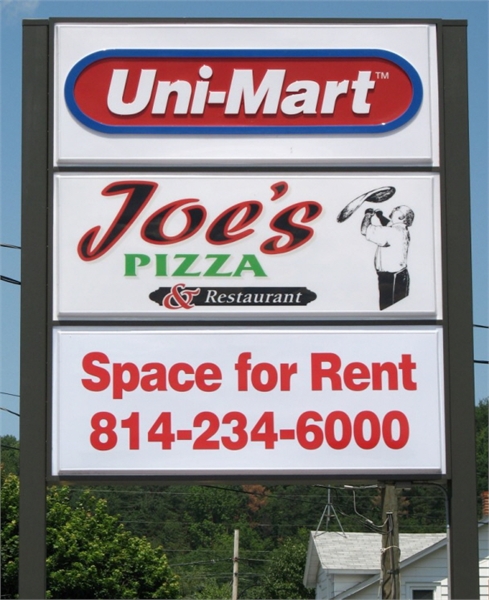 Uni-Mart™
Joe's
PIZZA
& Restaurant
Space for Rent
814-234-6000